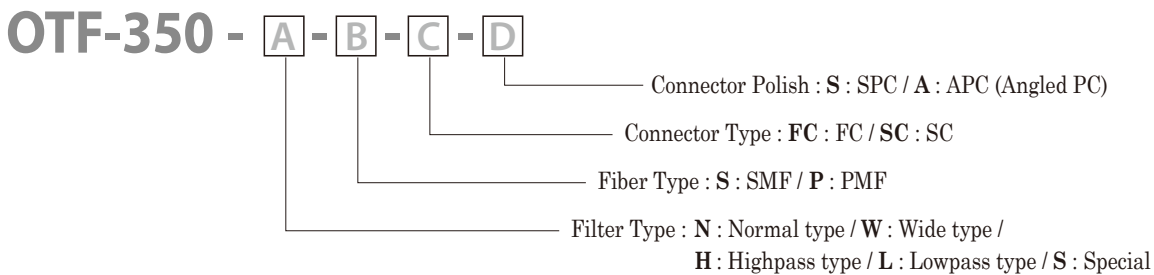 OTF-350 - A - B - C - D
Connector Polish : S : SPC / A : APC (Angled PC)
Connector Type : FC : FC / SC : SC
Fiber Type : S : SMF / P : PMF
Filter Type : N : Normal type / W : Wide type /
H : Highpass type / L : Lowpass type / S : Special